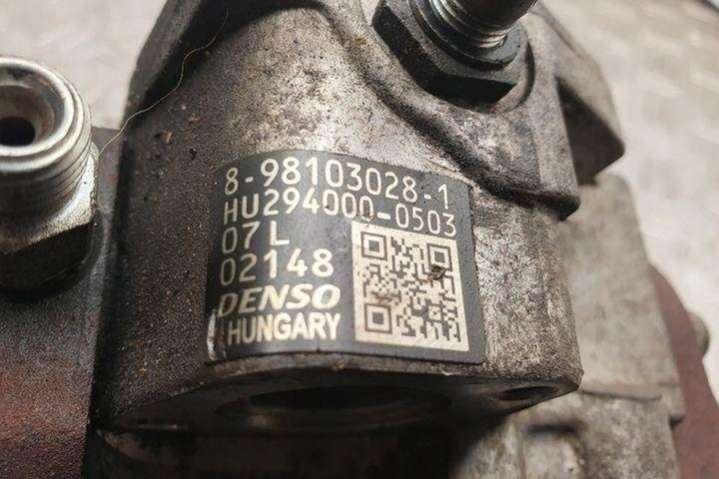 8-98103028-1
HU294000-0503
07L
02148
DENSO
HUNGARY